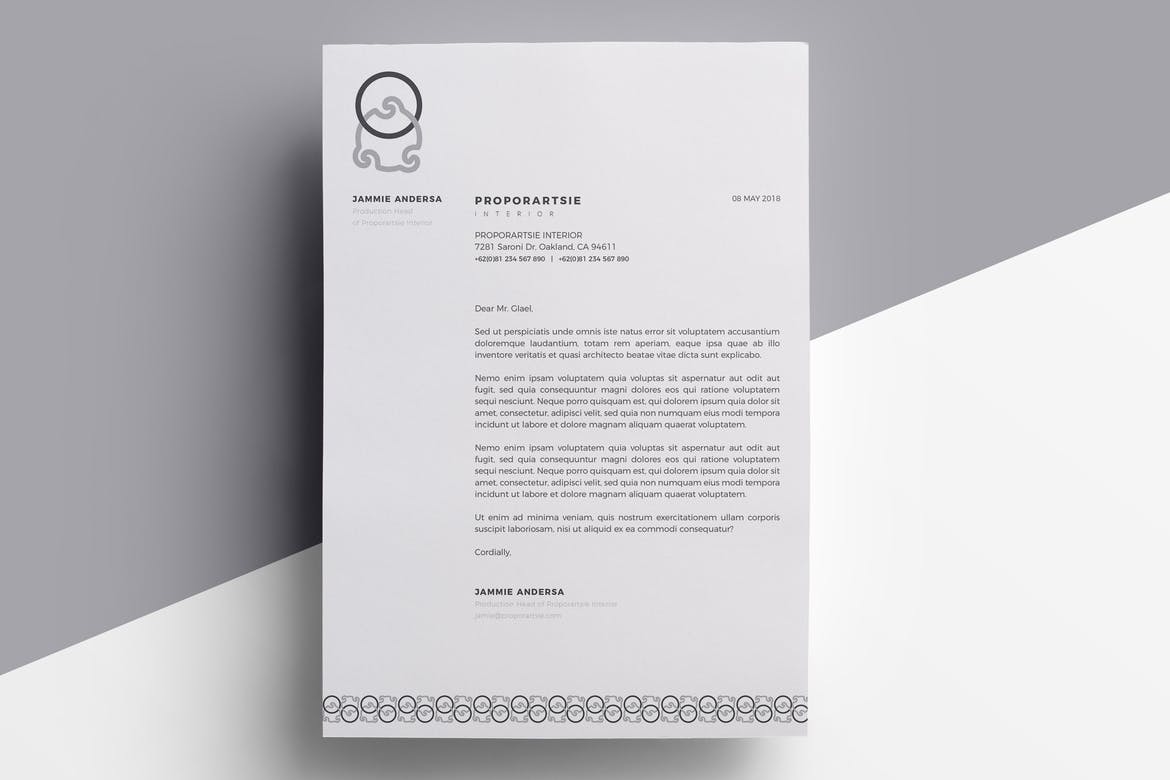 JAMMIE ANDERSA
Production Head
of Proporartsie Interior
PROPORARTSIE
INTERIOR
08 MAY 2018
PROPORARTSIE INTERIOR
7281 Saroni Dr. Oakland, CA 94611
+62(0)81 234 567 890 | +62(0)81 234 567 890
Dear Mr. Glael,
Sed ut perspiciatis unde omnis iste natus error sit voluptatem accusantium
doloremque laudantium, totam rem aperiam, eaque ipsa quae ab illo
inventore veritatis et quasi architecto beatae vitae dicta sunt explicabo.
Nemo enim ipsam voluptatem quia voluptas sit aspernatur aut odit aut
fugit, sed quia consequuntur magni dolores eos qui ratione voluptatem
sequi nesciunt. Neque porro quisquam est, qui dolorem ipsum quia dolor sit
amet, consectetur, adipisci velit, sed quia non numquam eius modi tempora
incidunt ut labore et dolore magnam aliquam quaerat voluptatem.
Nemo enim ipsam voluptatem quia voluptas sit aspernatur aut odit aut
fugit, sed quia consequuntur magni dolores eos qui ratione voluptatem
sequi nesciunt. Neque porro quisquam est, qui dolorem ipsum quia dolor sit
amet, consectetur, adipisci velit, sed quia non numquam eius modi tempora
incidunt ut labore et dolore magnam aliquam quaerat voluptatem.
Ut enim ad minima veniam, quis nostrum exercitationem ullam corporis
suscipit laboriosam, nisi ut aliquid ex ea commodi consequatur?
Cordially,
JAMMIE ANDERSA
Production Head of Proporartsie Interior
jamie@proporartsie.com